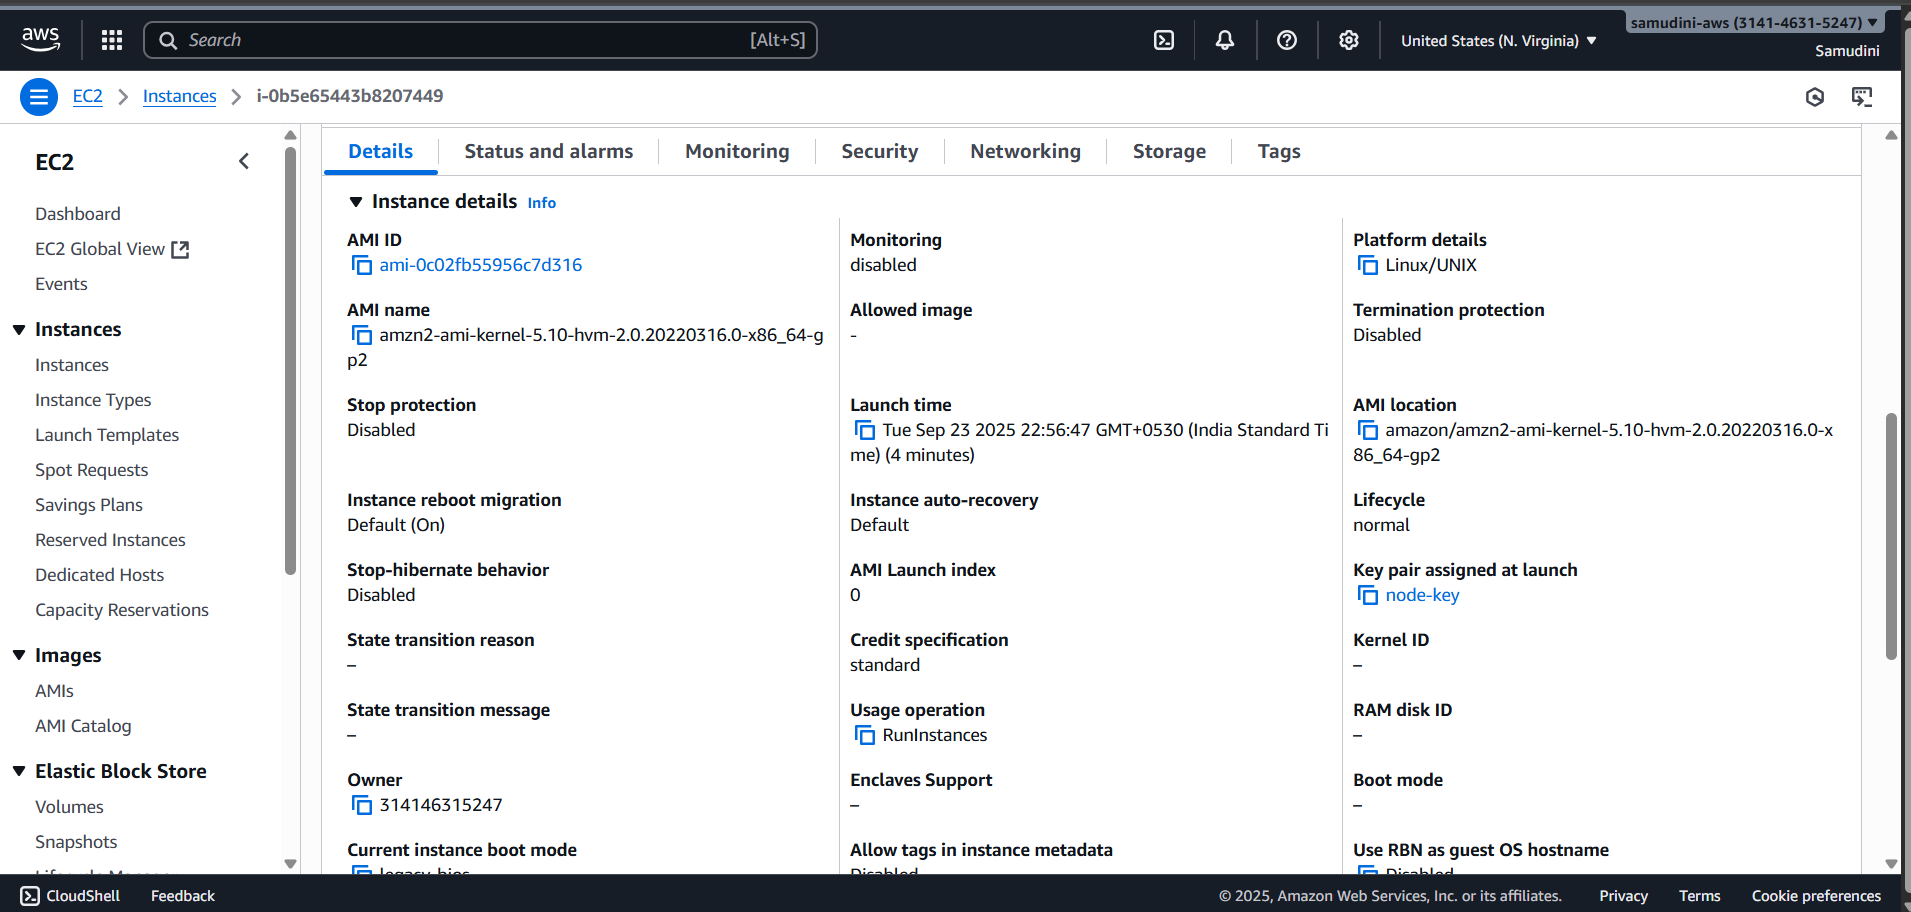 aws
Search [Alt+S]
United States (N. Virginia)
samudini-aws (3141-4631-5247)
Samudini
EC2 Instances i-0b5e65443b8207449
EC2
Dashboard
EC2 Global View
Events
Instances
Instances
Instance Types
Launch Templates
Spot Requests
Savings Plans
Reserved Instances
Dedicated Hosts
Capacity Reservations
Images
AMIs
AMI Catalog
Elastic Block Store
Volumes
Snapshots
Details Status and alarms Monitoring Security Networking Storage Tags
Instance details Info
AMI ID
ami-0c02fb55956c7d316
Monitoring
disabled
Platform details
Linux/UNIX
AMI name
amzn2-ami-kernel-5.10-hvm-2.0.20220316.0-x86_64-g
p2
Allowed image
-
Termination protection
Disabled
Stop protection
Disabled
Launch time
Tue Sep 23 2025 22:56:47 GMT+0530 (India Standard Ti
me) (4 minutes)
AMI location
amazon/amzn2-ami-kernel-5.10-hvm-2.0.20220316.0-x
86_64-gp2
Instance reboot migration
Default (On)
Instance auto-recovery
Default
Lifecycle
normal
Stop-hibernate behavior
Disabled
AMI Launch index
0
Key pair assigned at launch
node-key
State transition reason
–
Credit specification
standard
Kernel ID
–
State transition message
–
Usage operation
RunInstances
RAM disk ID
–
Owner
314146315247
Enclaves Support
–
Boot mode
–
Current instance boot mode
legacy-bios
Allow tags in instance metadata
Disabled
Use RBN as guest OS hostname
Disabled
CloudShell Feedback
© 2025, Amazon Web Services, Inc. or its affiliates. Privacy Terms Cookie preferences